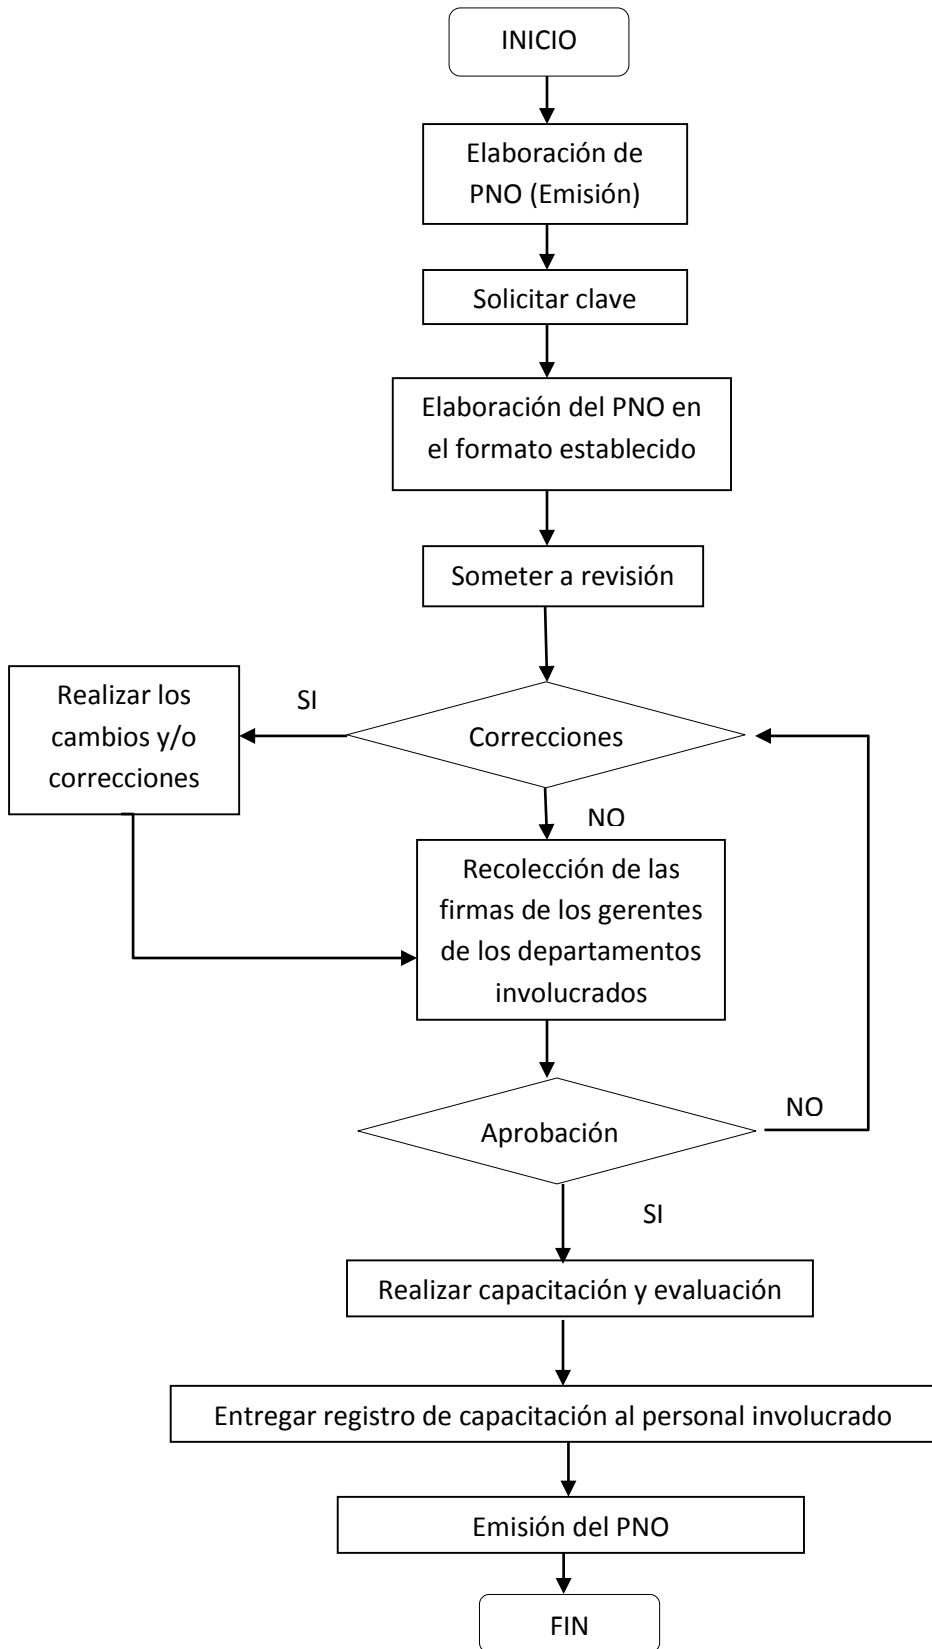 INICIO
Elaboración de
PNO (Emisión)
Solicitar clave
Elaboración del PNO en
el formato establecido
Someter a revisión
Realizar los
cambios y/o
correcciones
SI
Correcciones
NO
Recolección de las
firmas de los gerentes
de los departamentos
involucrados
Aprobación
NO
SI
Realizar capacitación y evaluación
Entregar registro de capacitación al personal involucrado
Emisión del PNO
FIN